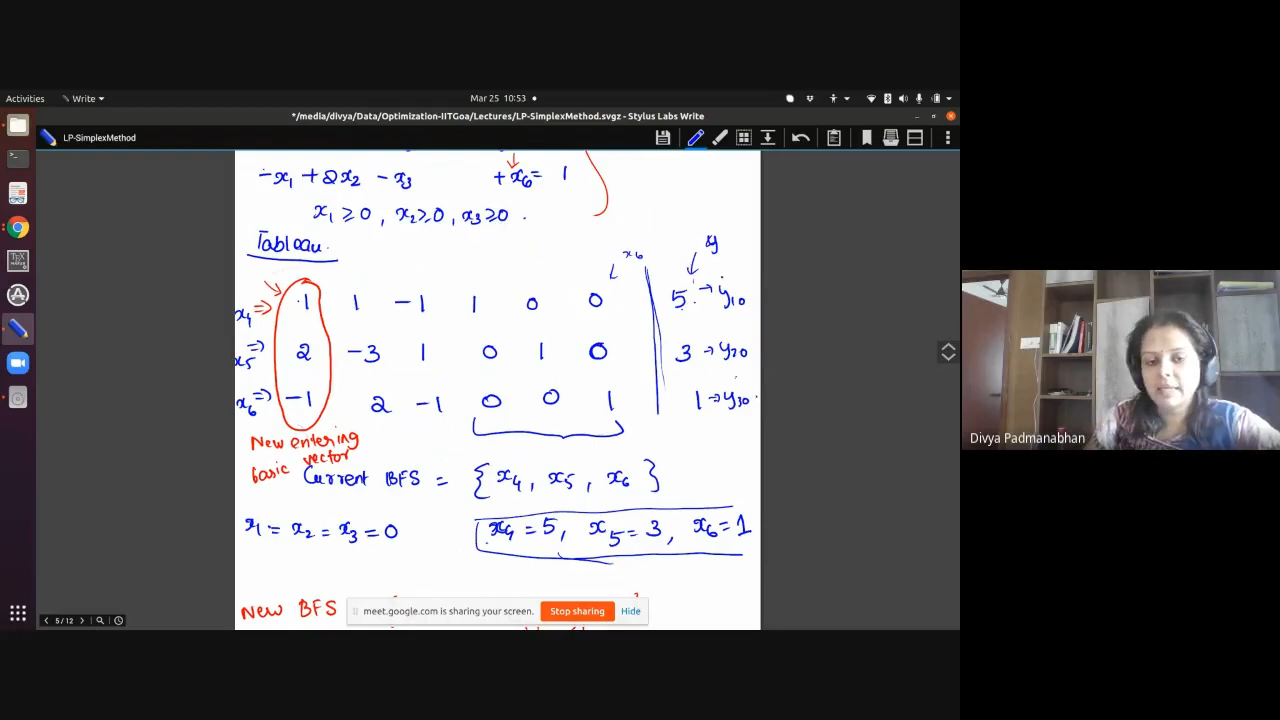 Activities Write Mar 25 10:53
*/media/divya/Data/Optimization-IITGoa/Lectures/LP-SimplexMethod.svgz - Stylus Labs Write
LP-SimplexMethod
-x1 + 2x2 - x3 + x6 = 1
x1 ≥ 0, x2 ≥ 0, x3 ≥ 0.
Tableau.
x6
x4 ⇒ 1 1 -1 1 0 0 5 → y10
x5 ⇒ 2 -3 1 0 1 0 3 → y20
x6 ⇒ -1 2 -1 0 0 1 1 → y30
New entering
basic vector
Current BFS = {x4, x5, x6}
x1 = x2 = x3 = 0 x4 = 5, x5 = 3, x6 = 1
New BFS
meet.google.com is sharing your screen. Stop sharing Hide
5/12
Divya Padmanabhan